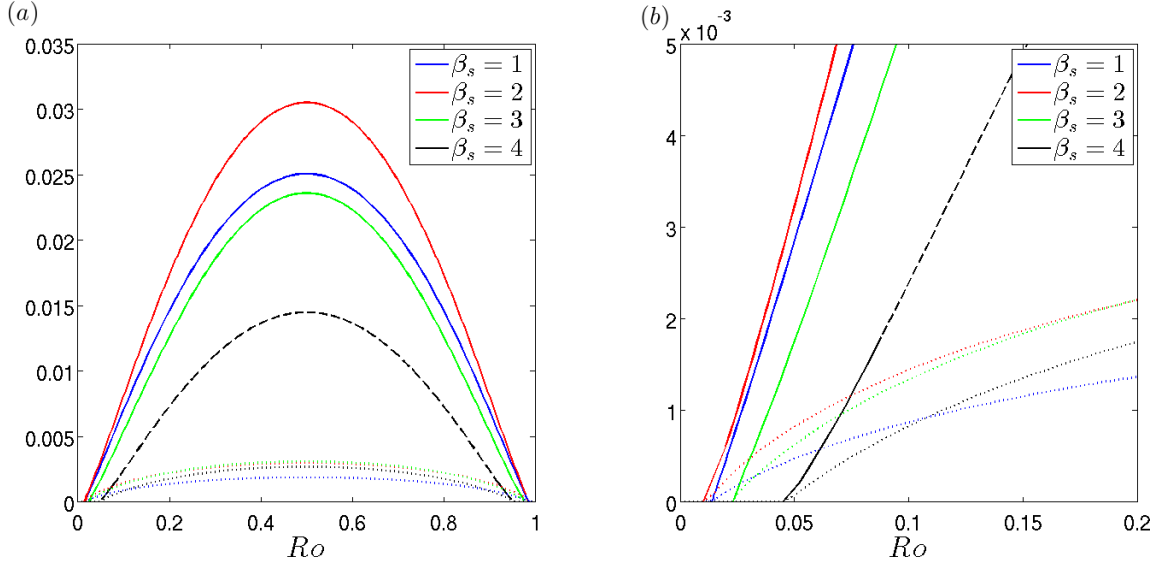 (a)
0.035
0.03
0.025
0.02
0.015
0.01
0.005
0
0 0.2 0.4 0.6 0.8 1
Ro
β_s = 1
β_s = 2
β_s = 3
β_s = 4
(b)
5 x 10^-3
4
3
2
1
0
0 0.05 0.1 0.15 0.2
Ro
β_s = 1
β_s = 2
β_s = 3
β_s = 4